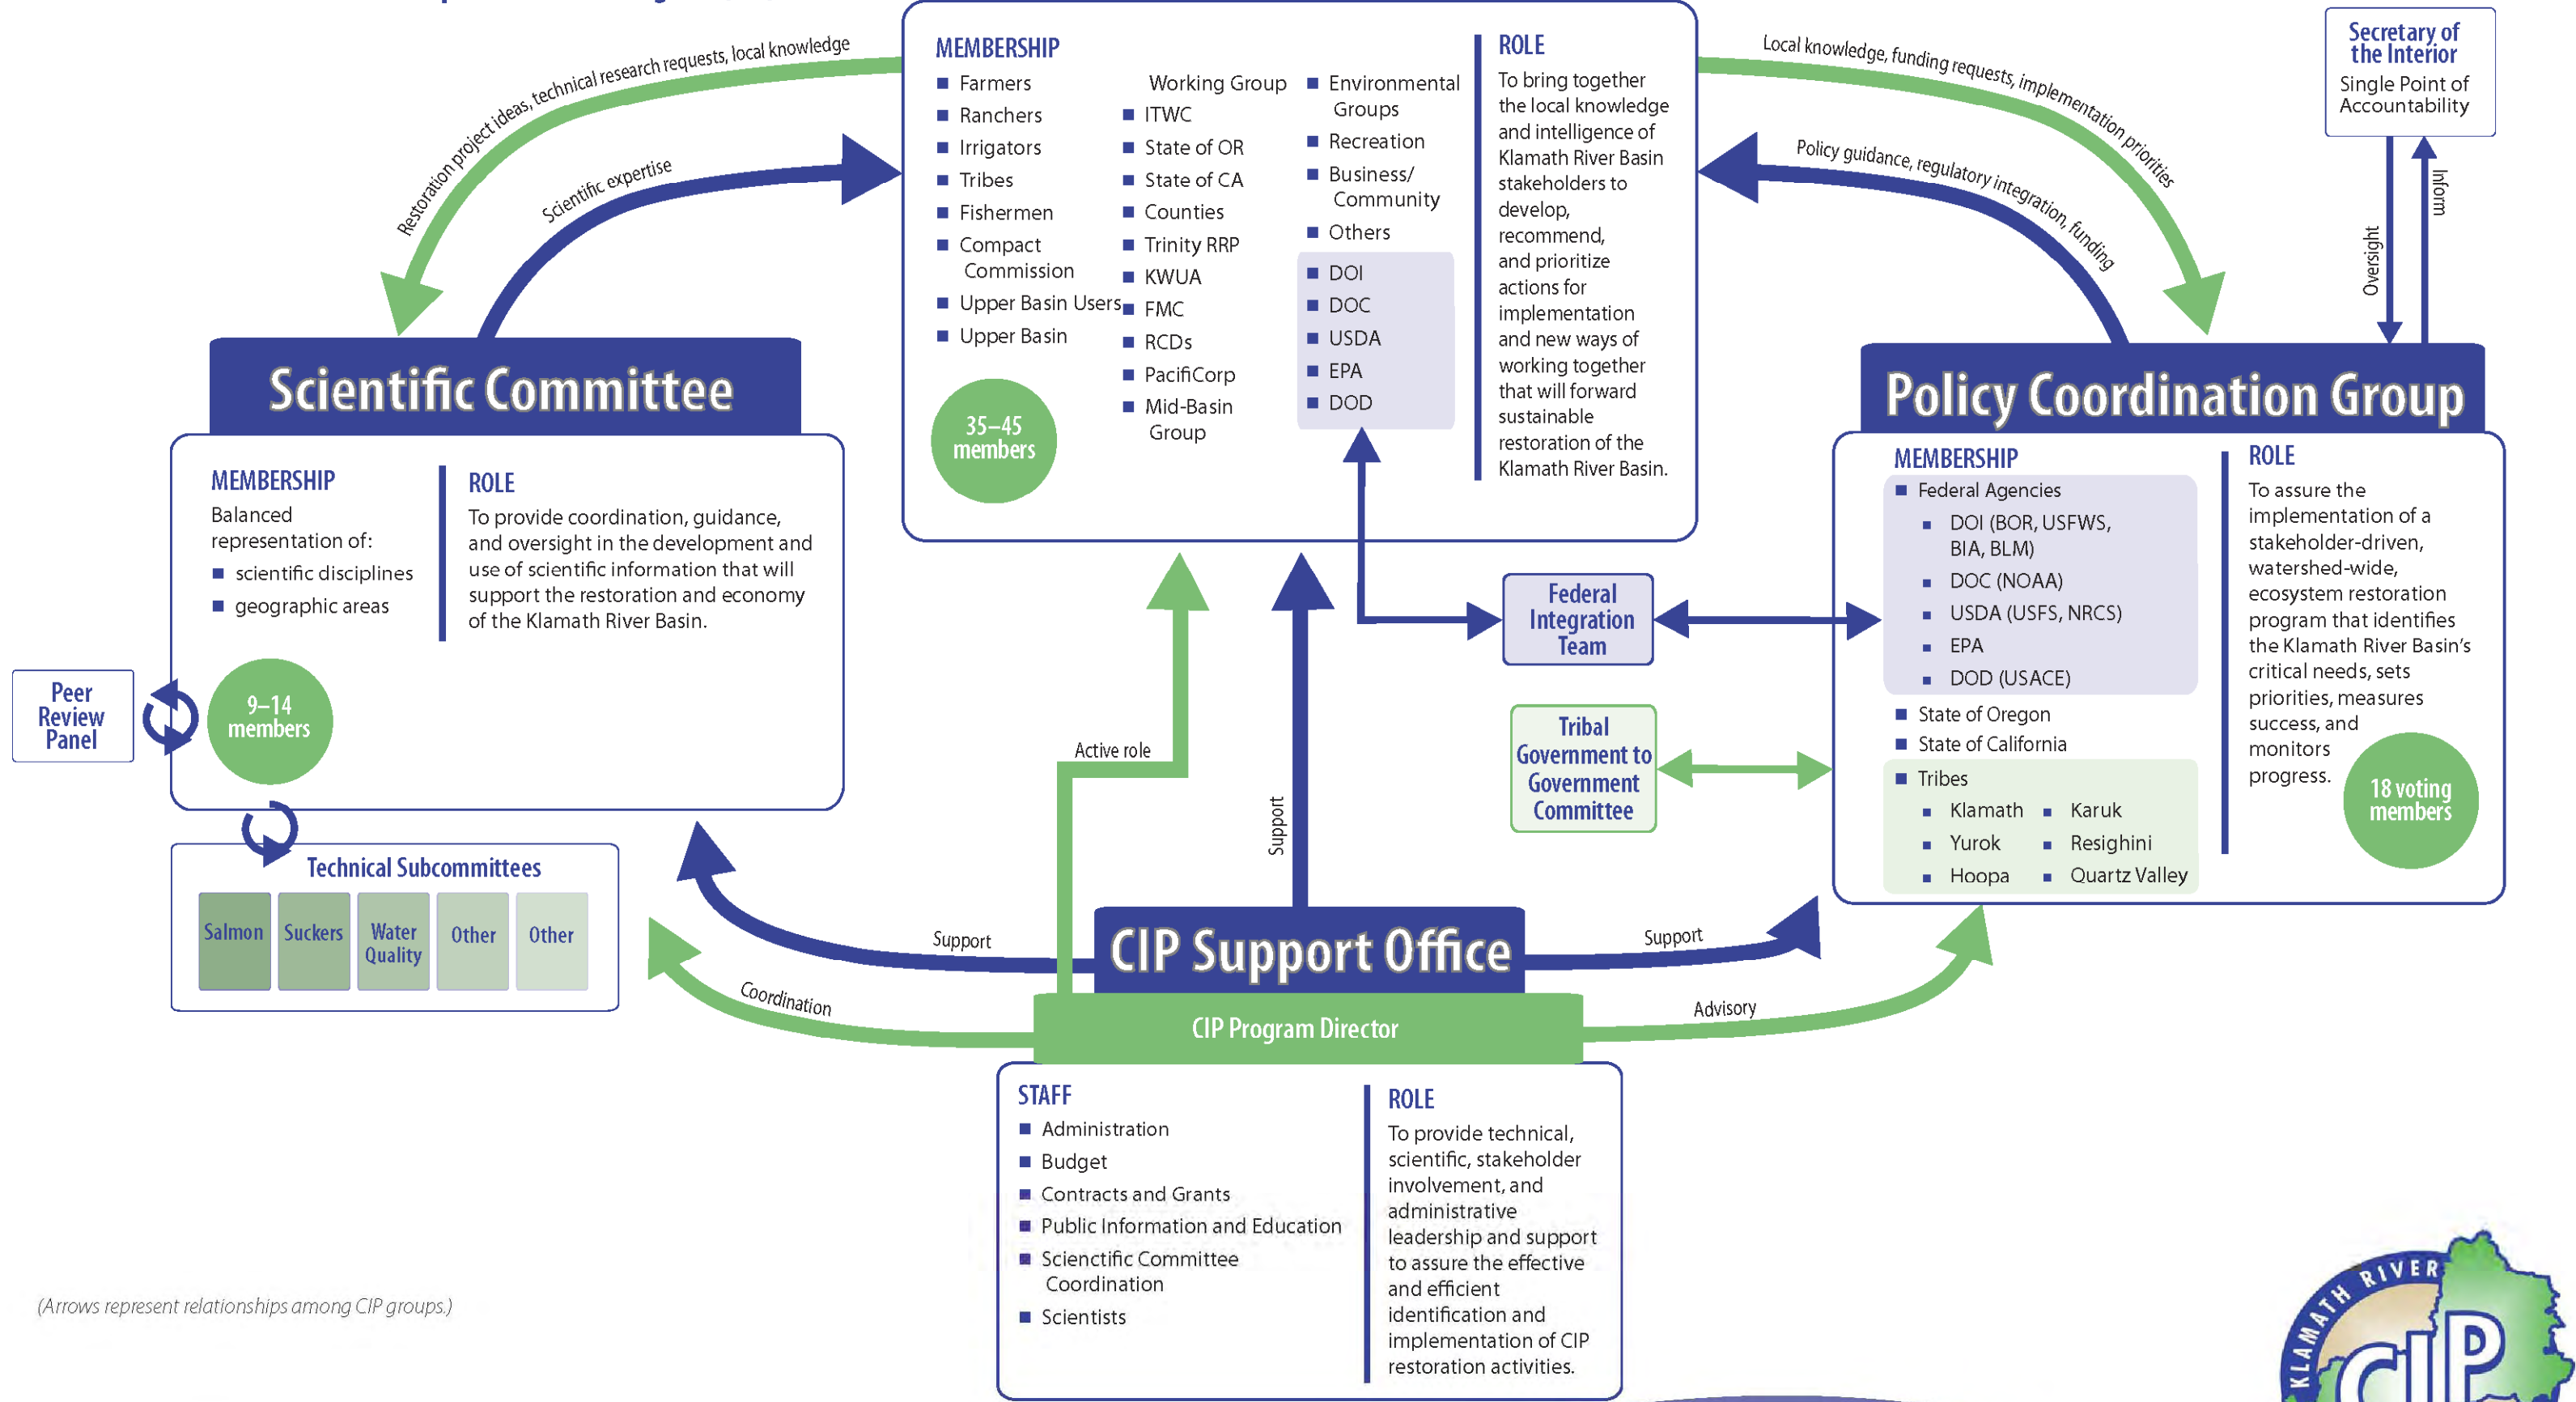 Restoration project ideas, technical research requests, local knowledge
Scientific expertise
MEMBERSHIP
Farmers
Ranchers
Irrigators
Tribes
Fishermen
Compact
Commission
Upper Basin Users
Upper Basin
Working Group
ITWC
State of OR
State of CA
Counties
Trinity RRP
KWUA
FMC
RCDs
PacifiCorp
Mid-Basin
Group
Environmental
Groups
Recreation
Business/
Community
Others
DOI
DOC
USDA
EPA
DOD
35–45
members
ROLE
To bring together
the local knowledge
and intelligence of
Klamath River Basin
stakeholders to
develop,
recommend,
and prioritize
actions for
implementation
and new ways of
working together
that will forward
sustainable
restoration of the
Klamath River Basin.
Local knowledge, funding requests, implementation priorities
Policy guidance, regulatory integration, funding
Secretary of
the Interior
Single Point of
Accountability
Oversight
Inform
Scientific Committee
MEMBERSHIP
Balanced
representation of:
scientific disciplines
geographic areas
9–14
members
ROLE
To provide coordination, guidance,
and oversight in the development and
use of scientific information that will
support the restoration and economy
of the Klamath River Basin.
Peer
Review
Panel
Technical Subcommittees
Salmon
Suckers
Water
Quality
Other
Other
Policy Coordination Group
MEMBERSHIP
Federal Agencies
DOI (BOR, USFWS,
BIA, BLM)
DOC (NOAA)
USDA (USFS, NRCS)
EPA
DOD (USACE)
State of Oregon
State of California
Tribes
Klamath
Karuk
Yurok
Resighini
Hoopa
Quartz Valley
ROLE
To assure the
implementation of a
stakeholder-driven,
watershed-wide,
ecosystem restoration
program that identifies
the Klamath River Basin's
critical needs, sets
priorities, measures
success, and
monitors
progress.
18 voting
members
Federal
Integration
Team
Tribal
Government to
Government
Committee
Active role
Support
Support
Support
Coordination
Advisory
CIP Support Office
CIP Program Director
STAFF
Administration
Budget
Contracts and Grants
Public Information and Education
Scienctific Committee
Coordination
Scientists
ROLE
To provide technical,
scientific, stakeholder
involvement, and
administrative
leadership and support
to assure the effective
and efficient
identification and
implementation of CIP
restoration activities.
(Arrows represent relationships among CIP groups.)
KLAMATH RIVER
CIP